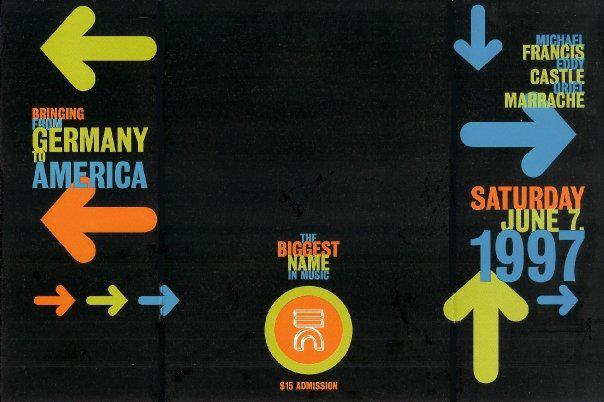 BRINGING
FROM
GERMANY
TO
AMERICA
THE
BIGGEST
NAME
IN MUSIC
$15 ADMISSION
MICHAEL
FRANCIS
EDDY
CASTLE
ORIEL
MARRACHE
SATURDAY
JUNE 7.
1997